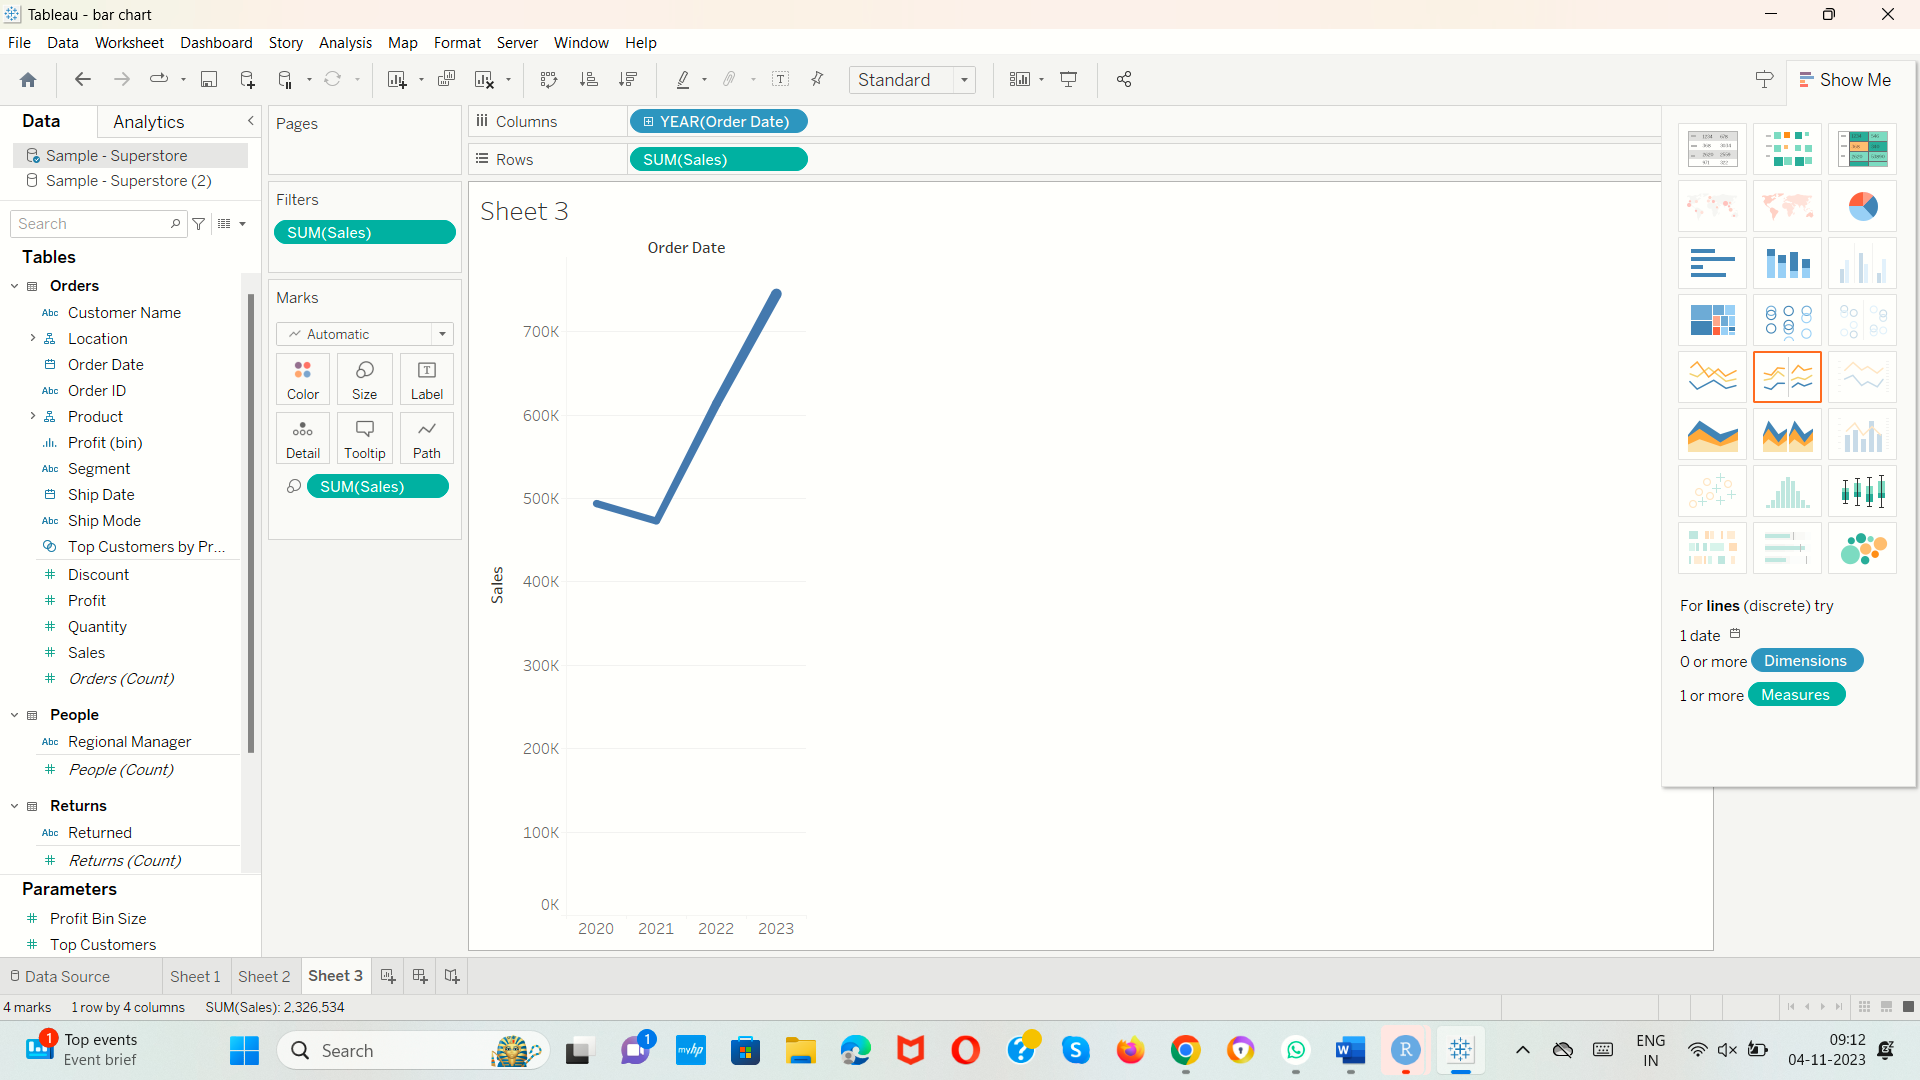 Tableau - bar chart
File Data Worksheet Dashboard Story Analysis Map Format Server Window Help
Standard
Show Me
Data Analytics
Sample - Superstore
Sample - Superstore (2)
Search
Tables
Orders
Abc Customer Name
Location
Order Date
Abc Order ID
Product
Profit (bin)
Abc Segment
Ship Date
Abc Ship Mode
Top Customers by Pr...
# Discount
# Profit
# Quantity
# Sales
# Orders (Count)
People
Abc Regional Manager
# People (Count)
Returns
Abc Returned
# Returns (Count)
Parameters
# Profit Bin Size
# Top Customers
Pages
Filters
SUM(Sales)
Marks
Automatic
Color Size Label
Detail Tooltip Path
SUM(Sales)
Columns YEAR(Order Date)
Rows SUM(Sales)
Sheet 3
Order Date
700K
600K
500K
400K
300K
200K
100K
0K
Sales
2020 2021 2022 2023
For lines (discrete) try
1 date
0 or more Dimensions
1 or more Measures
Data Source Sheet 1 Sheet 2 Sheet 3
4 marks 1 row by 4 columns SUM(Sales): 2,326,534
1 Top events
Event brief
Search
1
myhp
ENG
IN
09:12
04-11-2023